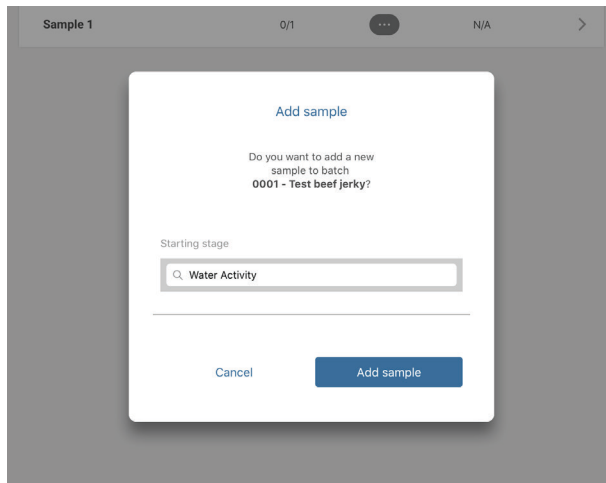 Sample 1 0/1 ... N/A
Add sample
Do you want to add a new
sample to batch
0001 - Test beef jerky?
Starting stage
Water Activity
Cancel Add sample